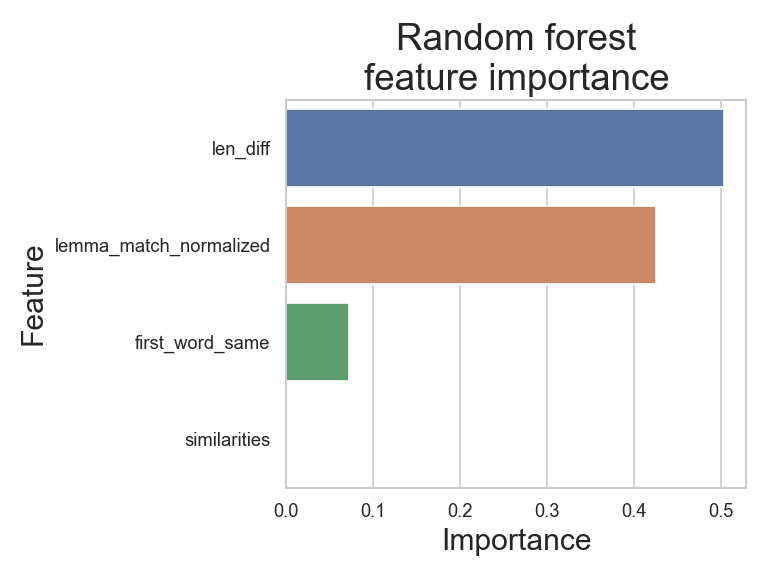 Random forest
feature importance
len_diff
lemma_match_normalized
first_word_same
similarities
Feature
0.0 0.1 0.2 0.3 0.4 0.5
Importance